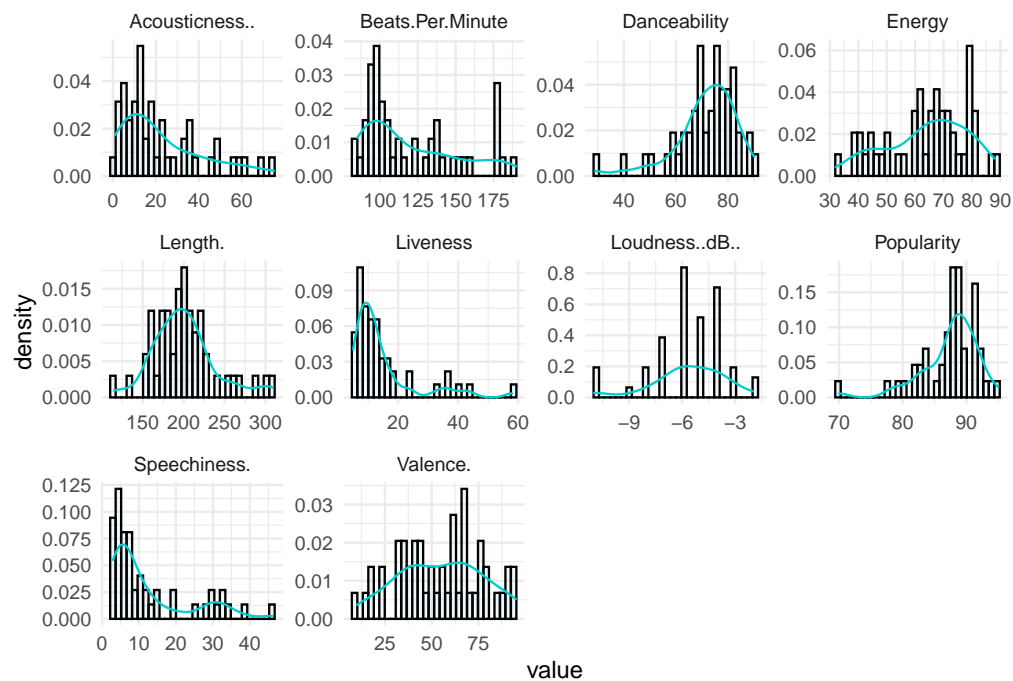 Acousticness.. Beats.Per.Minute Danceability Energy
0.04 0.06
0.04 0.03 0.04 0.04
0.02 0.02 0.02 0.02
0.01
0.00 0.00 0.00 0.00
0 20 40 60 100 125 150 175 40 60 80 30 40 50 60 70 80 90
Length. Liveness Loudness..dB.. Popularity
0.015 0.09 0.8 0.15
0.010 0.06 0.6 0.10
0.005 0.03 0.4 0.05
0.2
0.000 0.00 0.0 0.00
150 200 250 300 20 40 60 −9 −6 −3 70 80 90
density
Speechiness. Valence.
0.125 0.03
0.100 0.02
0.075 0.01
0.050 0.00
0.025
0.000
0 10 20 30 40 25 50 75
value